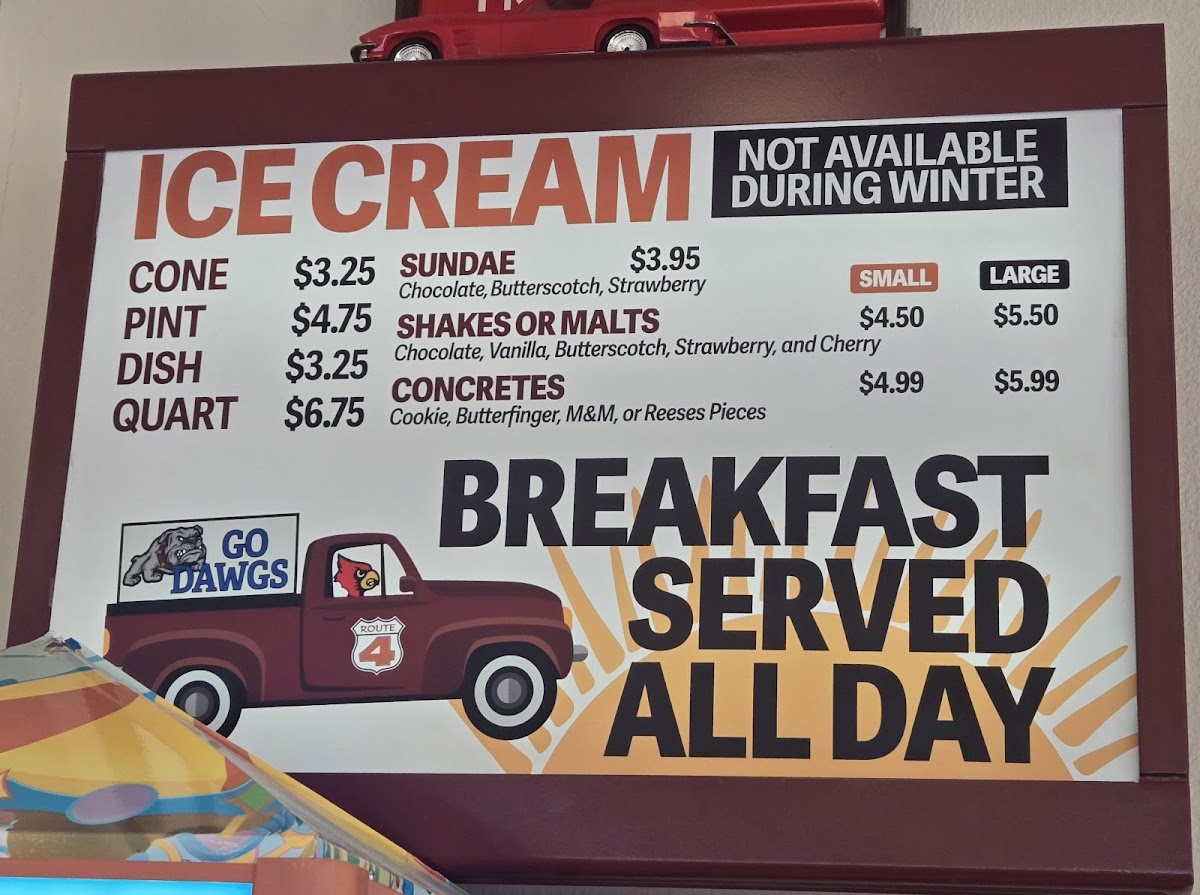 ICE CREAM
NOT AVAILABLE
DURING WINTER
CONE $3.25
PINT $4.75
DISH $3.25
QUART $6.75
SUNDAE $3.95
Chocolate, Butterscotch, Strawberry
SMALL LARGE
SHAKES OR MALTS $4.50 $5.50
Chocolate, Vanilla, Butterscotch, Strawberry, and Cherry
CONCRETES $4.99 $5.99
Cookie, Butterfinger, M&M, or Reeses Pieces
BREAKFAST
SERVED
ALL DAY
GO
DAWGS
ROUTE
4